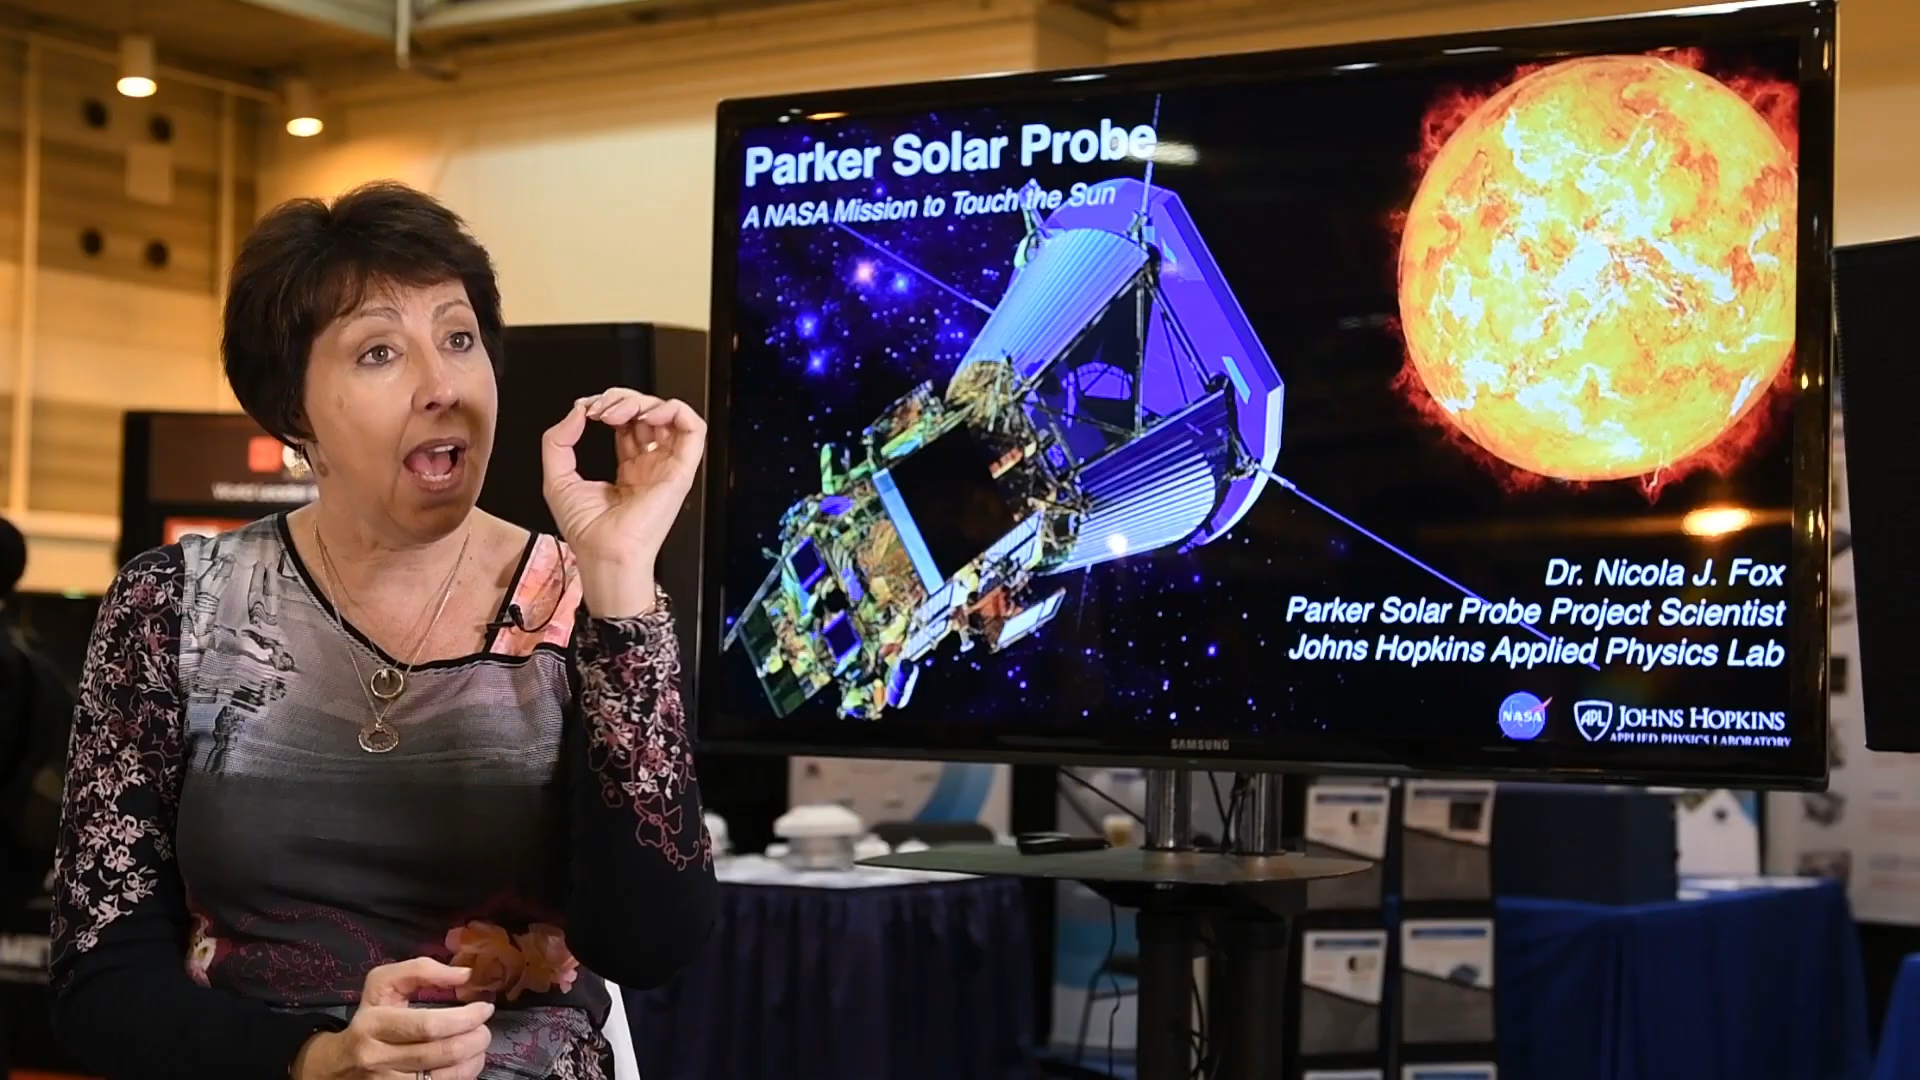 Parker Solar Probe
A NASA Mission to Touch the Sun
Dr. Nicola J. Fox
Parker Solar Probe Project Scientist
Johns Hopkins Applied Physics Lab
NASA
APL
JOHNS HOPKINS
APPLIED PHYSICS LABORATORY
SAMSUNG